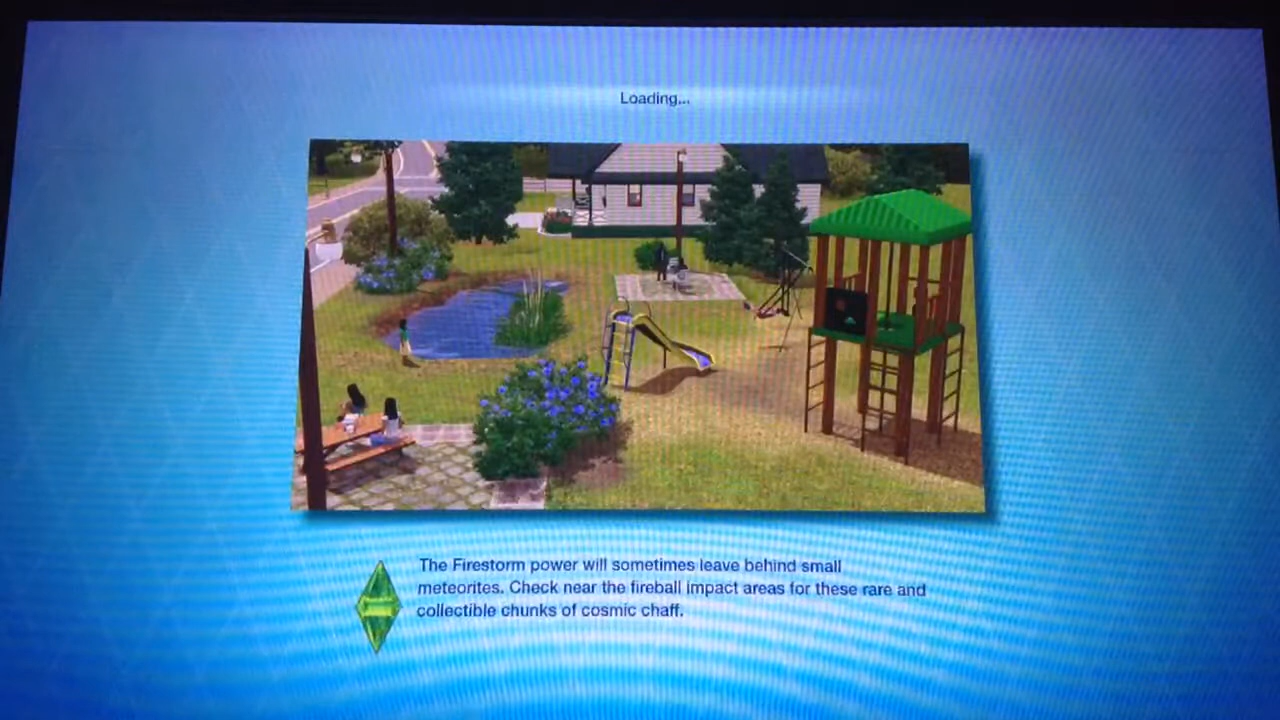 Loading...
The Firestorm power will sometimes leave behind small
meteorites. Check near the fireball impact areas for these rare and
collectible chunks of cosmic chaff.